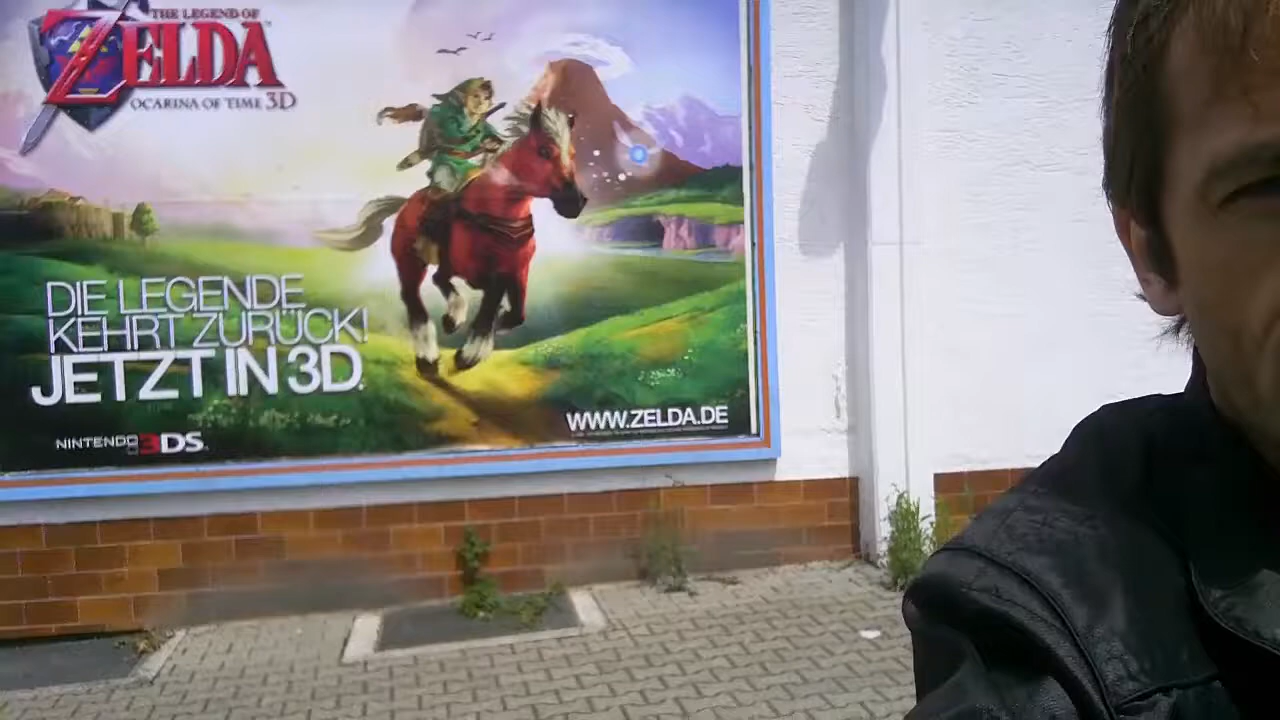 THE LEGEND OF
ZELDA
OCARINA OF TIME 3D
DIE LEGENDE
KEHRT ZURÜCK!
JETZT IN 3D.
WWW.ZELDA.DE
NINTENDO 3DS